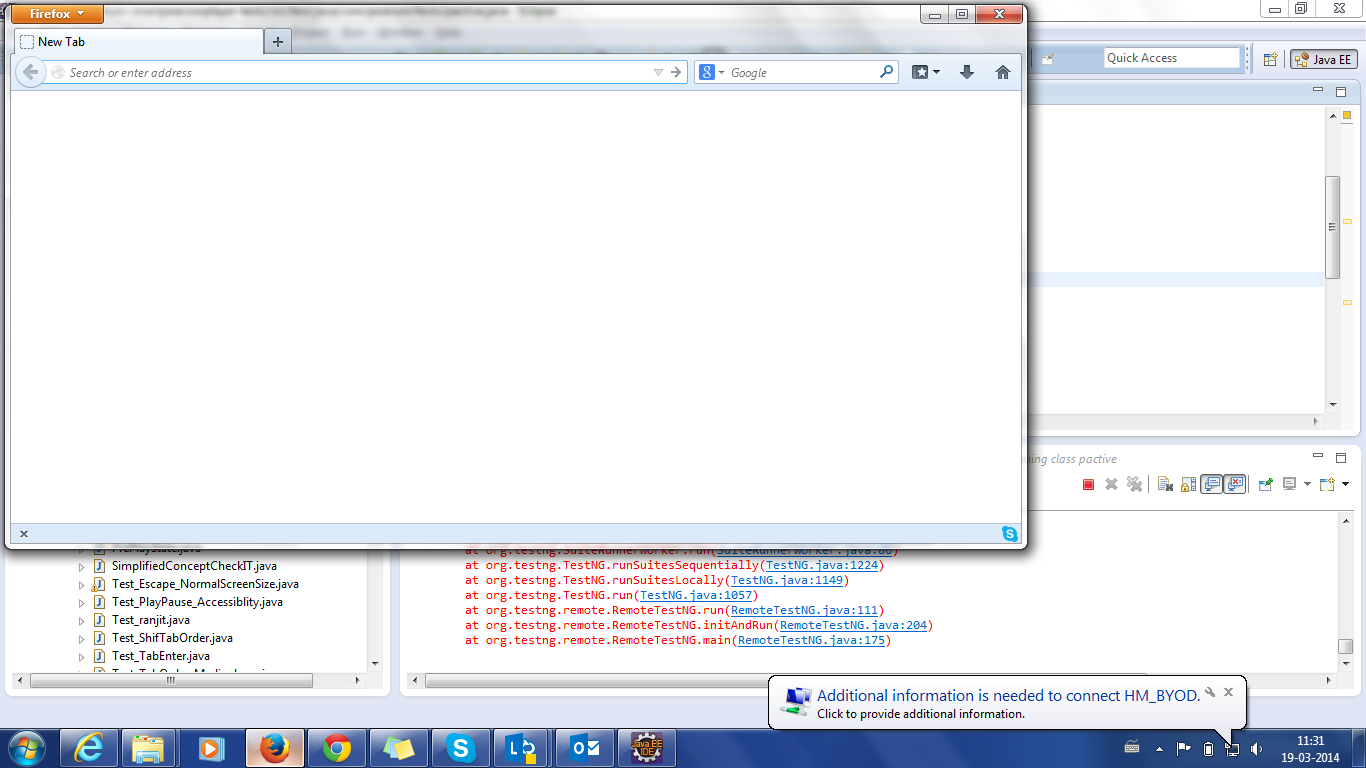 Firefox
New Tab
Search or enter address
Google
Quick Access
Java EE
ning class pactive
SimplifiedConceptCheckIT.java
Test_Escape_NormalScreenSize.java
Test_PlayPause_Accessiblity.java
Test_ranjit.java
Test_ShifTabOrder.java
Test_TabEnter.java
at org.testng.SuiteRunnerWorker.run(SuiteRunnerWorker.java:86)
at org.testng.TestNG.runSuitesSequentially(TestNG.java:1224)
at org.testng.TestNG.runSuitesLocally(TestNG.java:1149)
at org.testng.TestNG.run(TestNG.java:1057)
at org.testng.remote.RemoteTestNG.run(RemoteTestNG.java:111)
at org.testng.remote.RemoteTestNG.initAndRun(RemoteTestNG.java:204)
at org.testng.remote.RemoteTestNG.main(RemoteTestNG.java:175)
Additional information is needed to connect HM_BYOD.
Click to provide additional information.
Java EE
IDE
11:31
19-03-2014